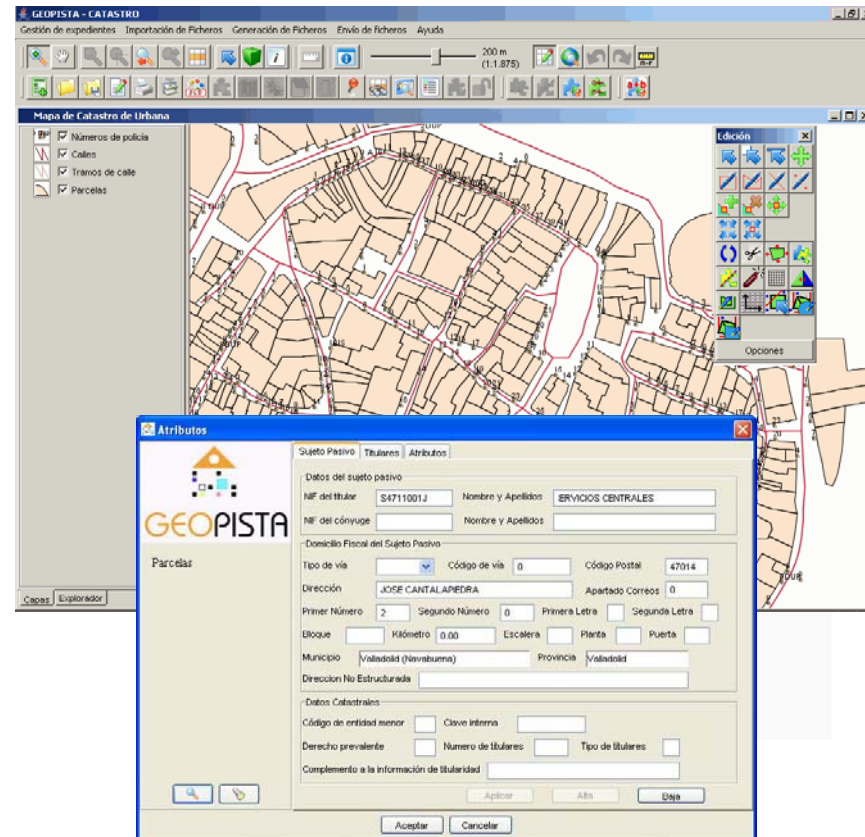 GEOPISTA - CATASTRO
Gestión de expedientes Importación de Ficheros Generación de Ficheros Envío de ficheros Ayuda
200 m
(1:1.875)
Mapa de Catastro de Urbana
Números de policía
Calles
Tramos de calle
Parcelas
Edición
Opciones
Capas Explorador
Atributos
GEOPISTA
Parcelas
Sujeto Pasivo Titulares Atributos
Datos del sujeto pasivo
NIF del titular S4711001J Nombre y Apellidos ERVICIOS CENTRALES
NIF del cónyuge Nombre y Apellidos
Domicilio Fiscal del Sujeto Pasivo
Tipo de vía Código de vía 0 Código Postal 47014
Dirección JOSE CANTALAPIEDRA Apartado Correos 0
Primer Número 2 Segundo Número 0 Primera Letra Segunda Letra
Bloque Kilómetro 0.00 Escalera Planta Puerta
Municipio Valladolid (Navabuena) Provincia Valladolid
Direccion No Estructurada
Datos Catastrales
Código de entidad menor Clave interna
Derecho prevalente Numero de titulares Tipo de titulares
Complemento a la información de titularidad
Aplicar Alta Baja
Aceptar Cancelar